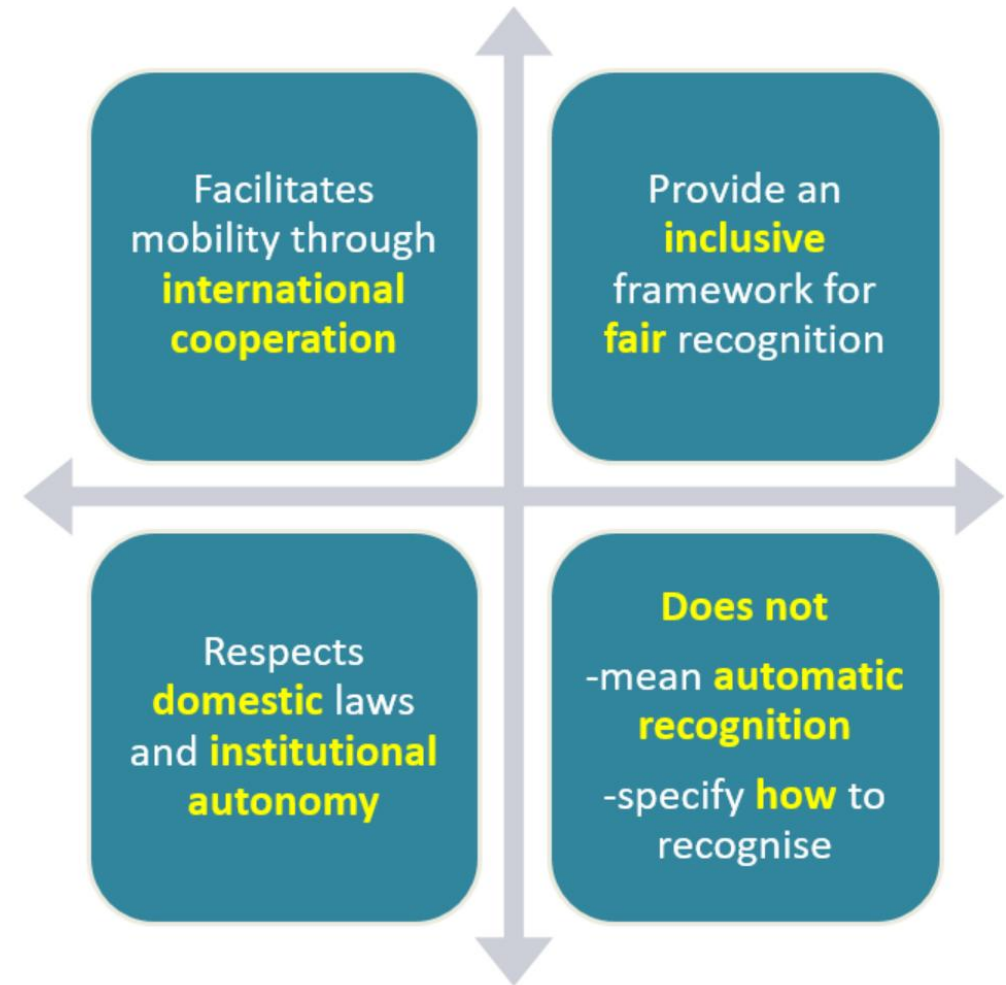 Facilitates
mobility through
international
cooperation
Provide an
inclusive
framework for
fair recognition
Respects
domestic laws
and institutional
autonomy
Does not
-mean automatic
recognition
-specify how to
recognise